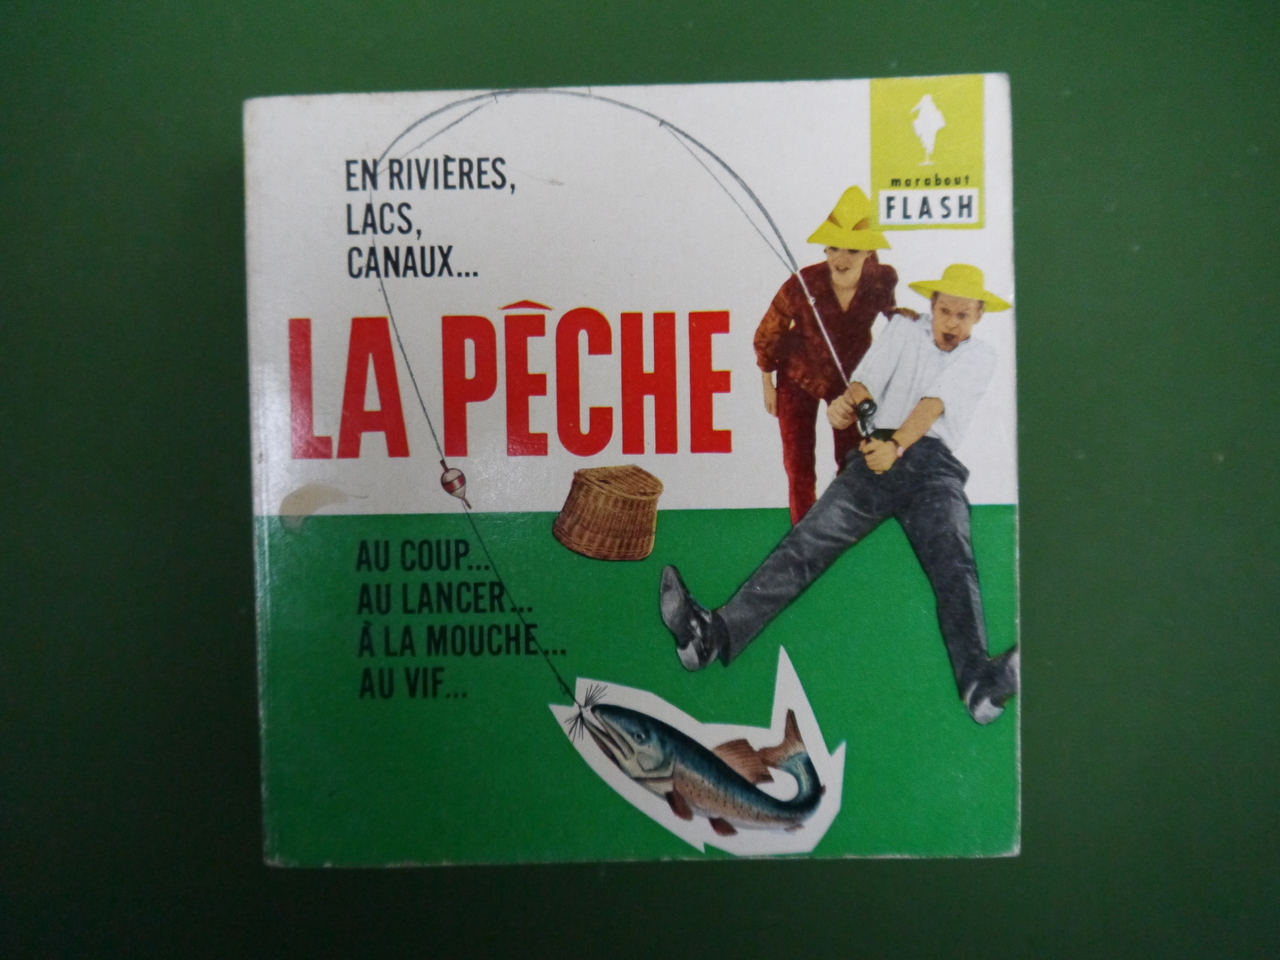 EN RIVIÈRES,
LACS,
CANAUX...
marabout
FLASH
LA PÊCHE
AU COUP...
AU LANCER...
À LA MOUCHE...
AU VIF...